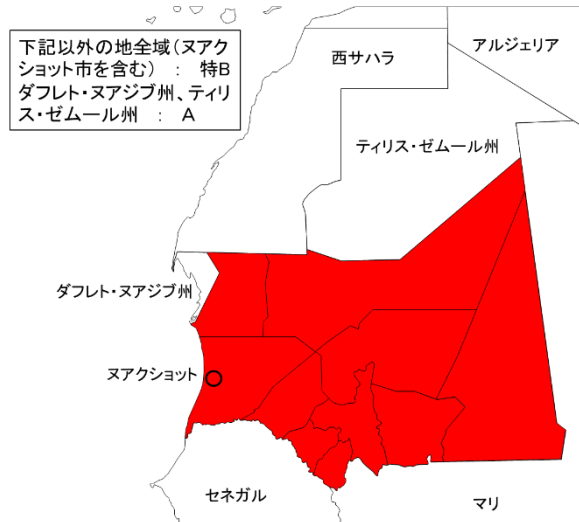 下記以外の地全域(ヌアク
ショット市を含む) : 特B
ダフレト・ヌアジブ州、ティリ
ス・ゼムール州 : A
アルジェリア
西サハラ
ティリス・ゼムール州
ダフレト・ヌアジブ州
ヌアクショット
セネガル
マリ